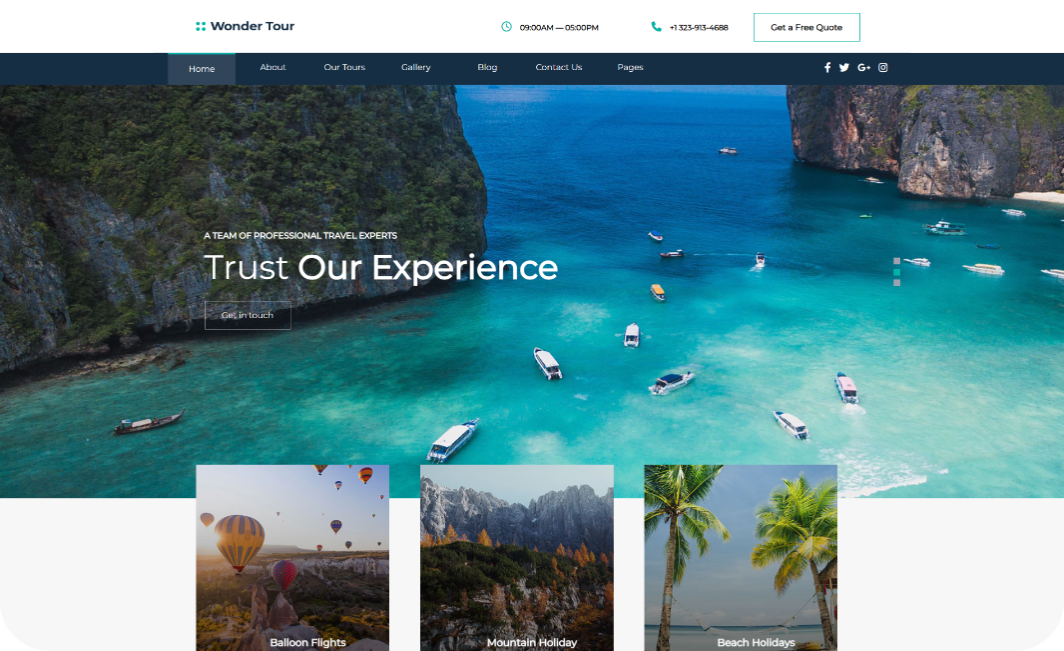 Wonder Tour
09:00AM — 05:00PM
+1 323-913-4688
Get a Free Quote
Home About Our Tours Gallery Blog Contact Us Pages
A TEAM OF PROFESSIONAL TRAVEL EXPERTS
Trust Our Experience
Get in touch
Balloon Flights
Mountain Holiday
Beach Holidays